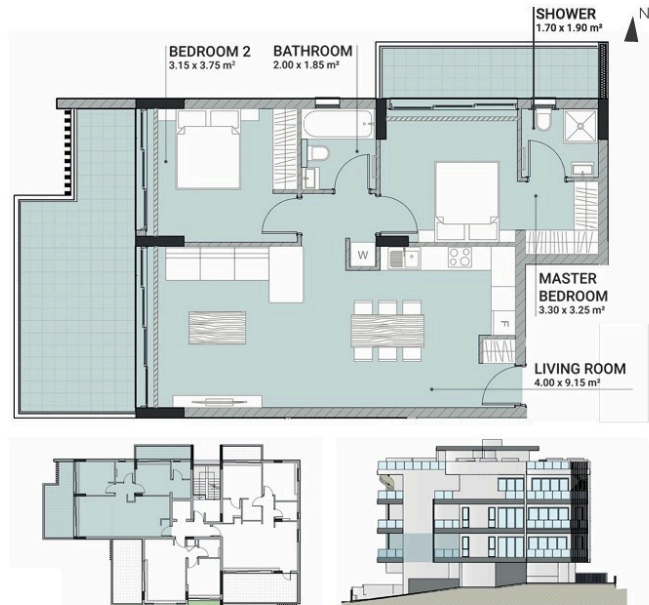 SHOWER
1.70 x 1.90 m²
N
BEDROOM 2
3.15 x 3.75 m²
BATHROOM
2.00 x 1.85 m²
W
F
MASTER
BEDROOM
3.30 x 3.25 m²
LIVING ROOM
4.00 x 9.15 m²